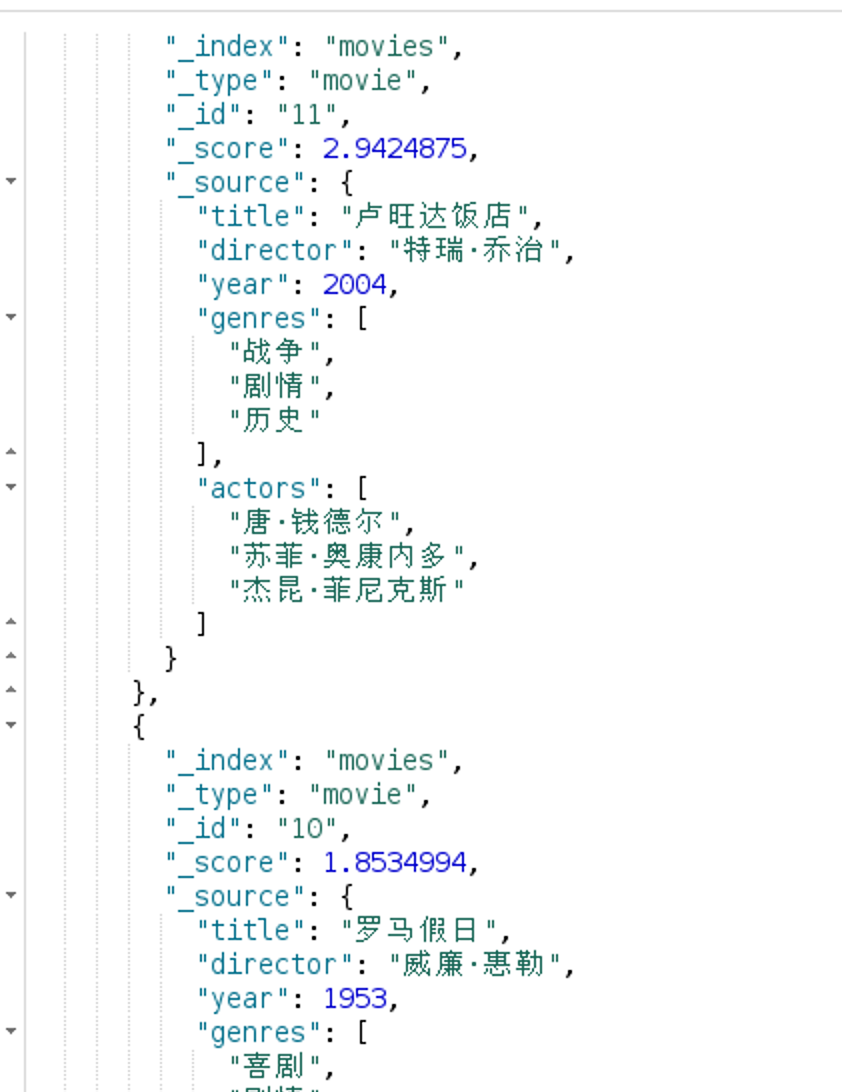 "_index": "movies",
"_type": "movie",
"_id": "11",
"_score": 2.9424875,
"_source": {
"title": "卢旺达饭店",
"director": "特瑞·乔治",
"year": 2004,
"genres": [
"战争",
"剧情",
"历史"
],
"actors": [
"唐·钱德尔",
"苏菲·奥康内多",
"杰昆·菲尼克斯"
]
}
},
{
"_index": "movies",
"_type": "movie",
"_id": "10",
"_score": 1.8534994,
"_source": {
"title": "罗马假日",
"director": "威廉·惠勒",
"year": 1953,
"genres": [
"喜剧",